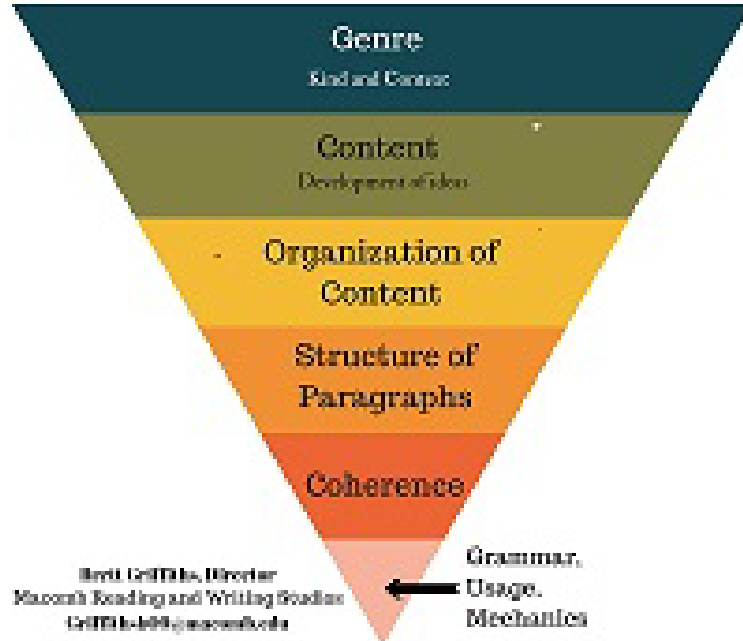 Genre
Kind and Context
Content
Development of ideas
Organization of
Content
Structure of
Paragraphs
Coherence
Grammar,
Usage,
Mechanics
Brett Griffiths, Director
Macomb Reading and Writing Studios